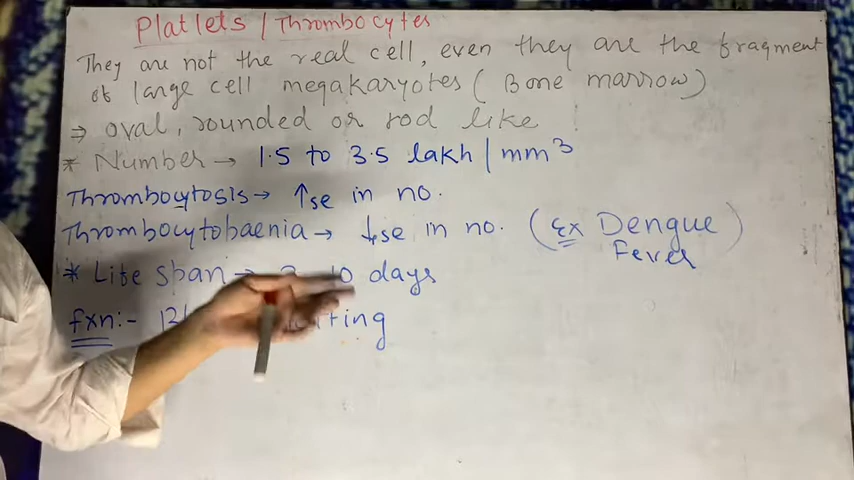 Platlets / Thrombocytes
They are not the real cell, even they are the fragment
of large cell megakaryotes (Bone marrow)
⇒ oval, rounded or rod like
* Number → 1.5 to 3.5 lakh / mm³
Thrombocytosis → ↑se in no.
Thrombocytobaenia → ↓se in no. (Ex Dengue
Fever)
* Life span → 10 days
fxn:-